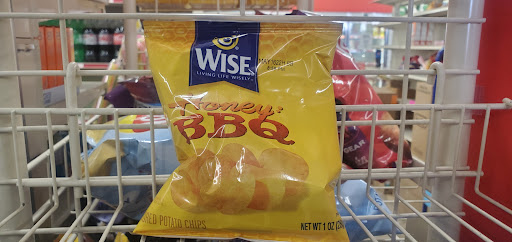 WISE
LIVING LIFE WISELY
Honey
BBQ
POTATO CHIPS
NET WT 1 OZ